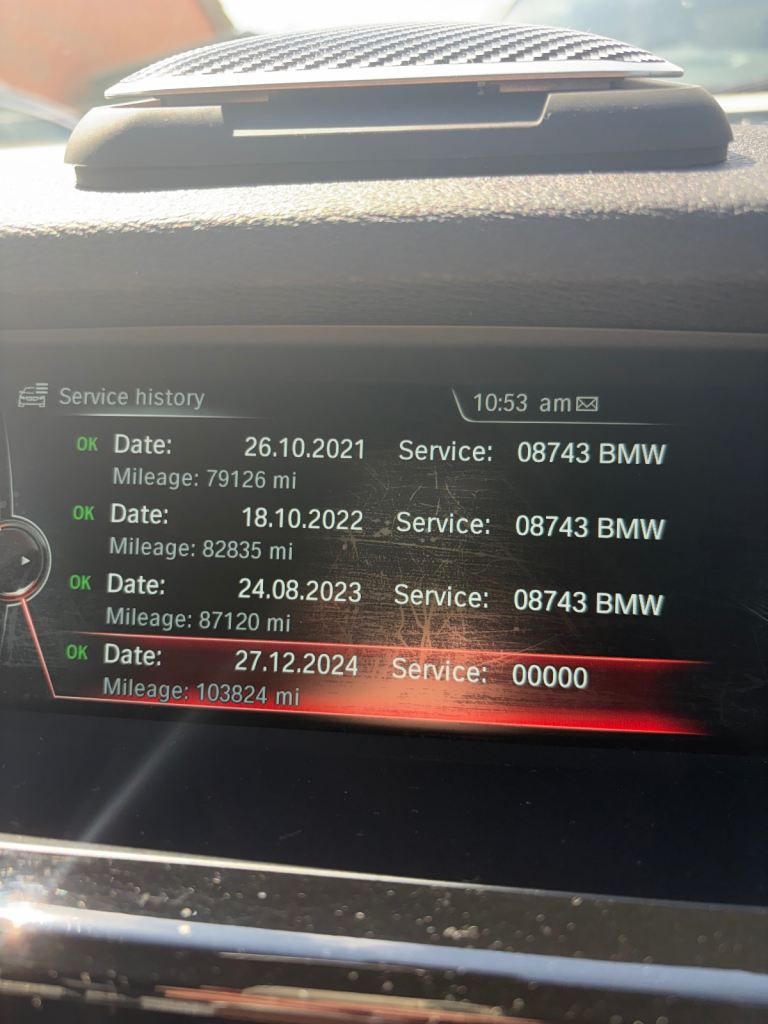 Service history 10:53 am
OK Date: 26.10.2021 Service: 08743 BMW
Mileage: 79126 mi
OK Date: 18.10.2022 Service: 08743 BMW
Mileage: 82835 mi
OK Date: 24.08.2023 Service: 08743 BMW
Mileage: 87120 mi
OK Date: 27.12.2024 Service: 00000
Mileage: 103824 mi